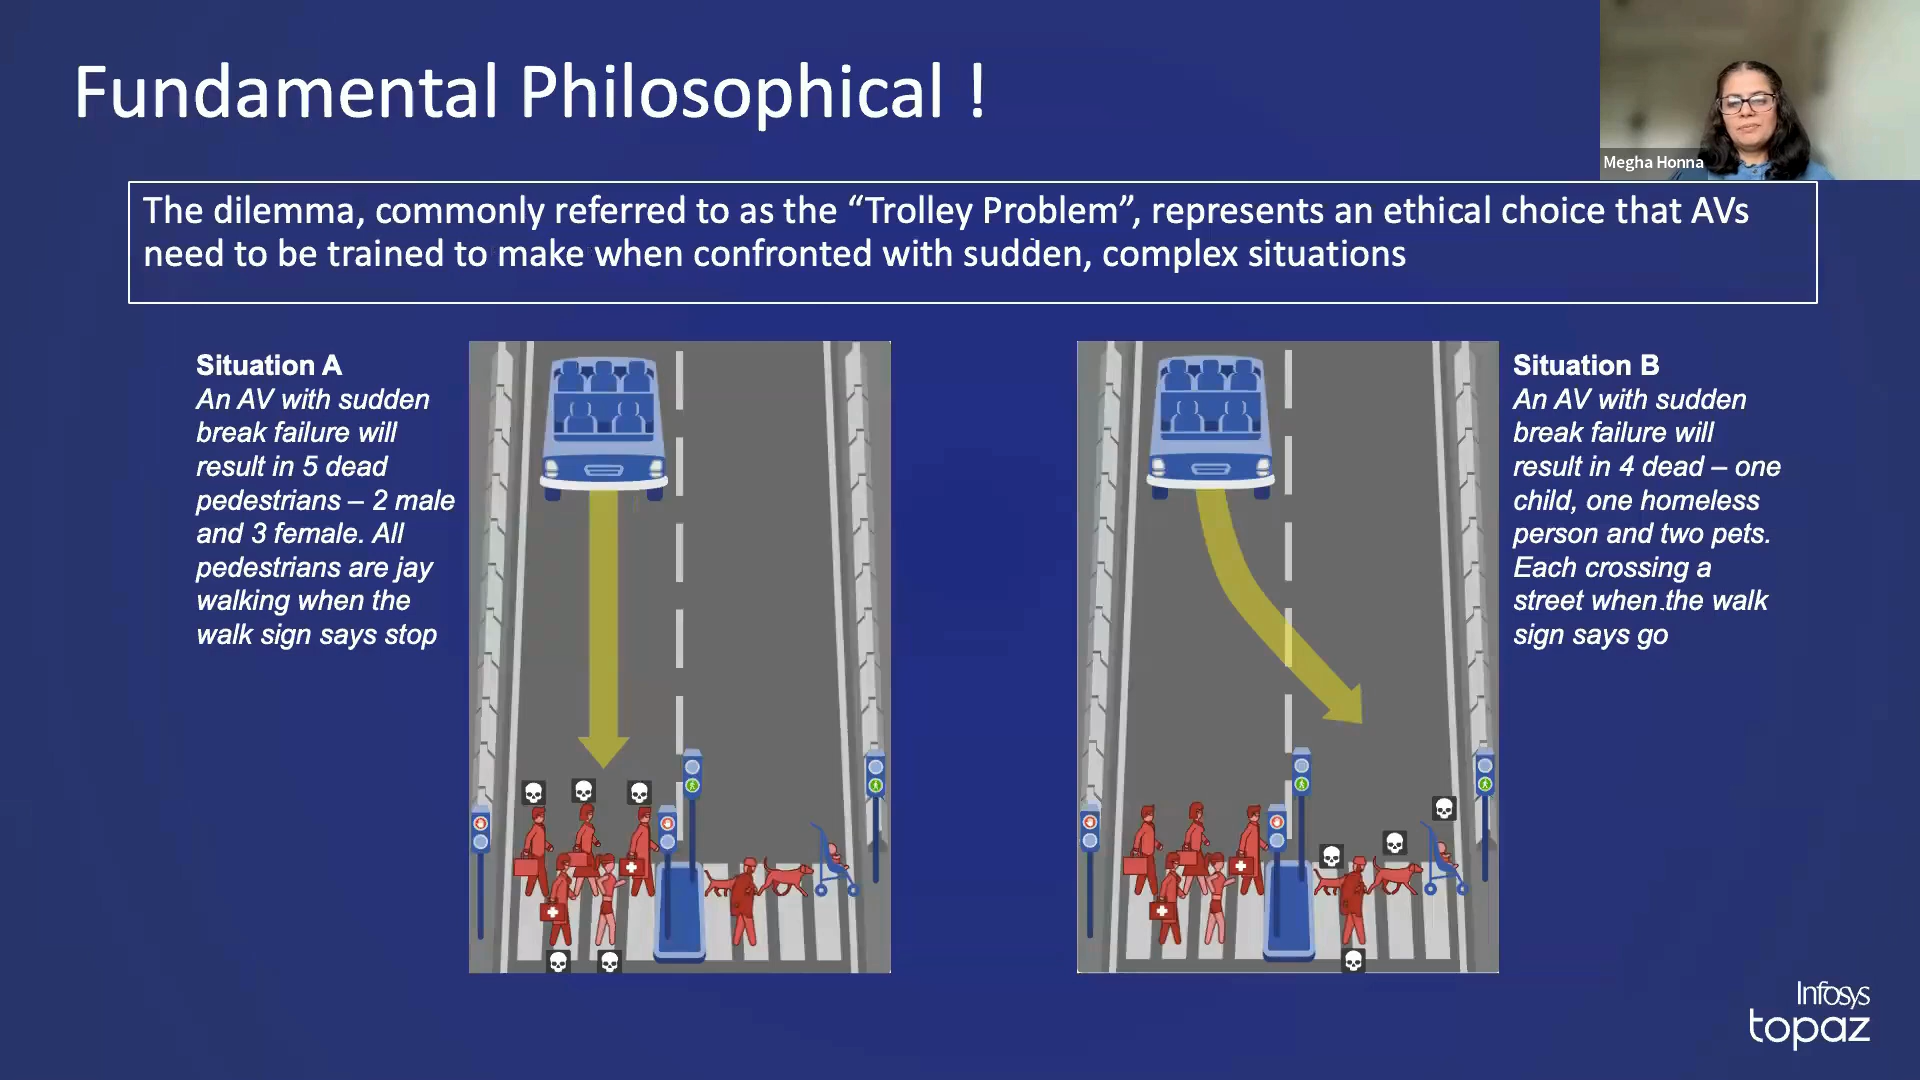 Fundamental Philosophical !
Megha Honna
The dilemma, commonly referred to as the “Trolley Problem”, represents an ethical choice that AVs
need to be trained to make when confronted with sudden, complex situations
Situation A
An AV with sudden
break failure will
result in 5 dead
pedestrians – 2 male
and 3 female. All
pedestrians are jay
walking when the
walk sign says stop
Situation B
An AV with sudden
break failure will
result in 4 dead – one
child, one homeless
person and two pets.
Each crossing a
street when the walk
sign says go
Infosys
topaz